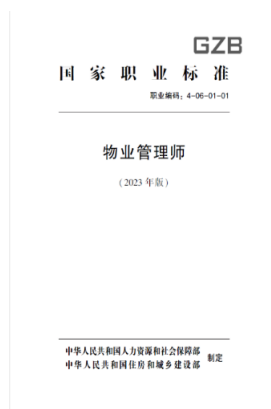 GZB
国家职业标准
职业编码：4-06-01-01
物业管理师
（2023年版）
中华人民共和国人力资源和社会保障部
中华人民共和国住房和城乡建设部
制定